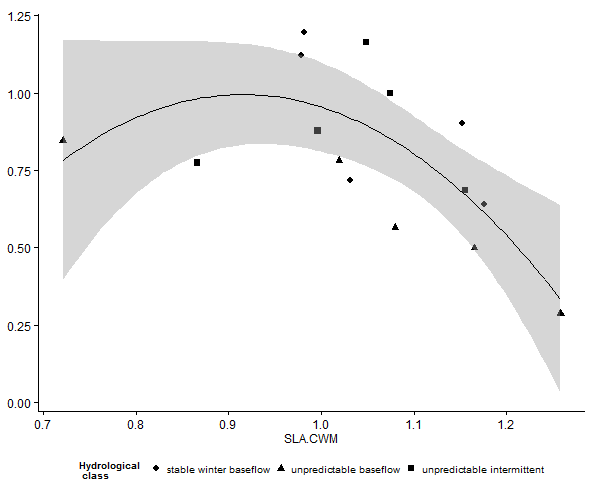 1.25
1.00
0.75
0.50
0.25
0.00
0.7 0.8 0.9 1.0 1.1 1.2
SLA.CWM
Hydrological
class
stable winter baseflow unpredictable baseflow unpredictable intermittent